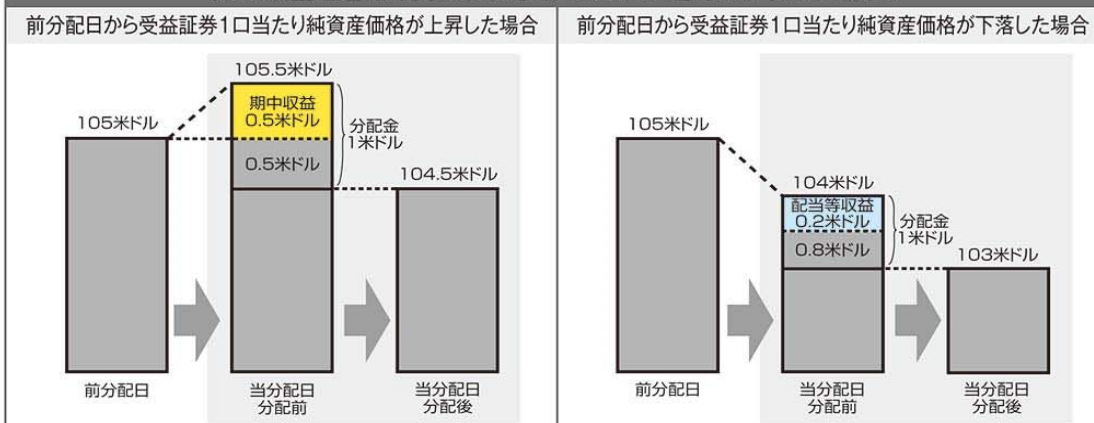 前分配日から受益証券1口当たり純資産価格が上昇した場合
105米ドル
105.5米ドル
期中収益
0.5米ドル
0.5米ドル
分配金
1米ドル
104.5米ドル
前分配日
当分配日
分配前
当分配日
分配後
前分配日から受益証券1口当たり純資産価格が下落した場合
105米ドル
104米ドル
配当等収益
0.2米ドル
0.8米ドル
分配金
1米ドル
103米ドル
前分配日
当分配日
分配前
当分配日
分配後